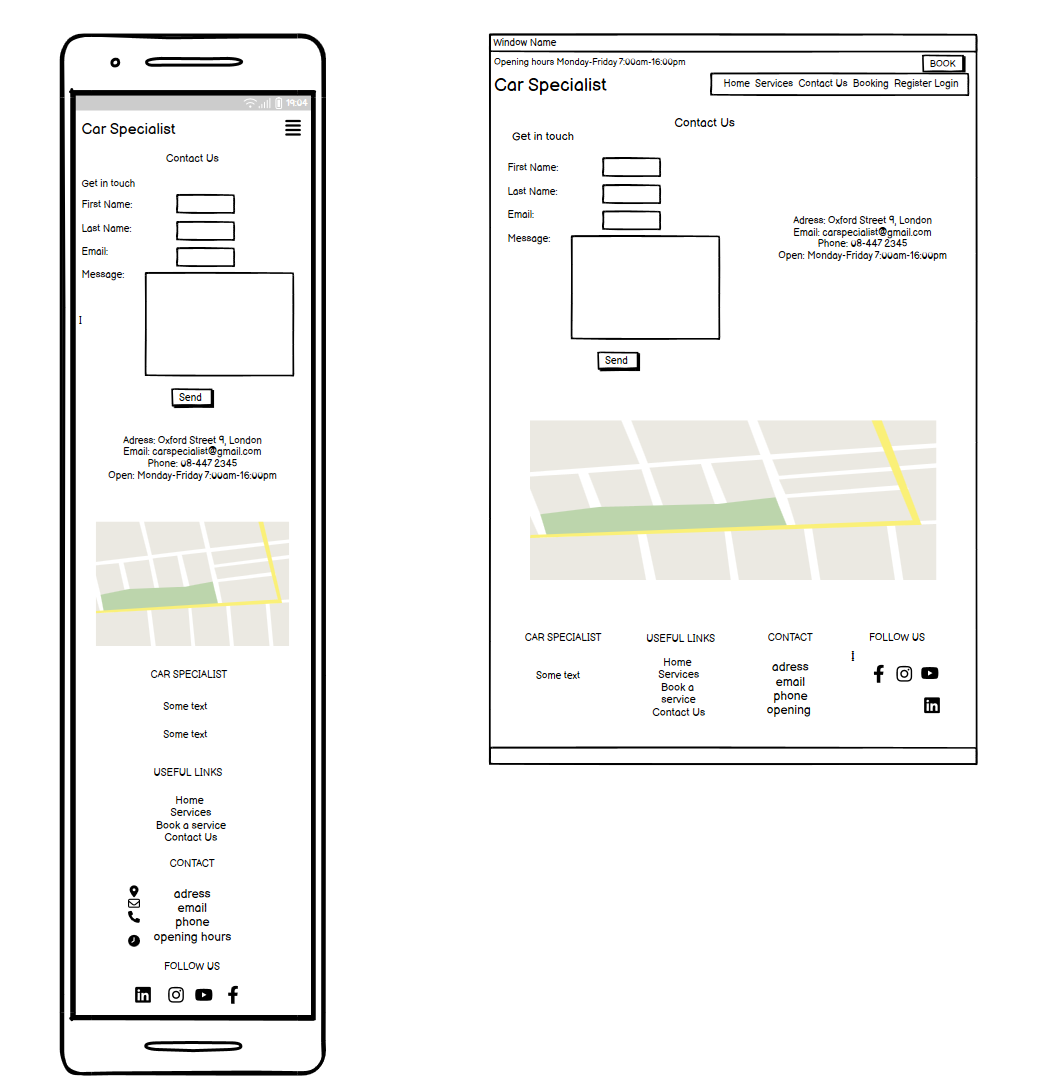 19:04
Car Specialist
Contact Us
Get in touch
First Name:
Last Name:
Email:
Message:
Send
Adress: Oxford Street 9, London
Email: carspecialist@gmail.com
Phone: 08-447 2345
Open: Monday-Friday 7:00am-16:00pm
CAR SPECIALIST
Some text
Some text
USEFUL LINKS
Home
Services
Book a service
Contact Us
CONTACT
adress
email
phone
opening hours
FOLLOW US
Window Name
Opening hours Monday-Friday 7:00am-16:00pm
BOOK
Car Specialist
Home Services Contact Us Booking Register Login
Contact Us
Get in touch
First Name:
Last Name:
Email:
Message:
Send
Adress: Oxford Street 9, London
Email: carspecialist@gmail.com
Phone: 08-447 2345
Open: Monday-Friday 7:00am-16:00pm
CAR SPECIALIST
Some text
USEFUL LINKS
Home
Services
Book a
service
Contact Us
CONTACT
adress
email
phone
opening
FOLLOW US